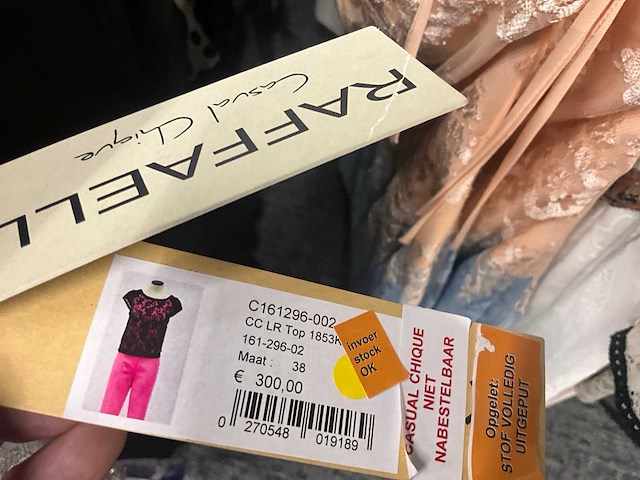 RAFFAELL
Casual Chique
C161296-002
CC LR Top 1853K
161-296-02
Maat: 38
€ 300,00
0 270548 019189
invoer
stock
OK
CASUAL CHIQUE
NIET
NABESTELBAAR
Opgelet:
STOF VOLLEDIG
UITGEPUT